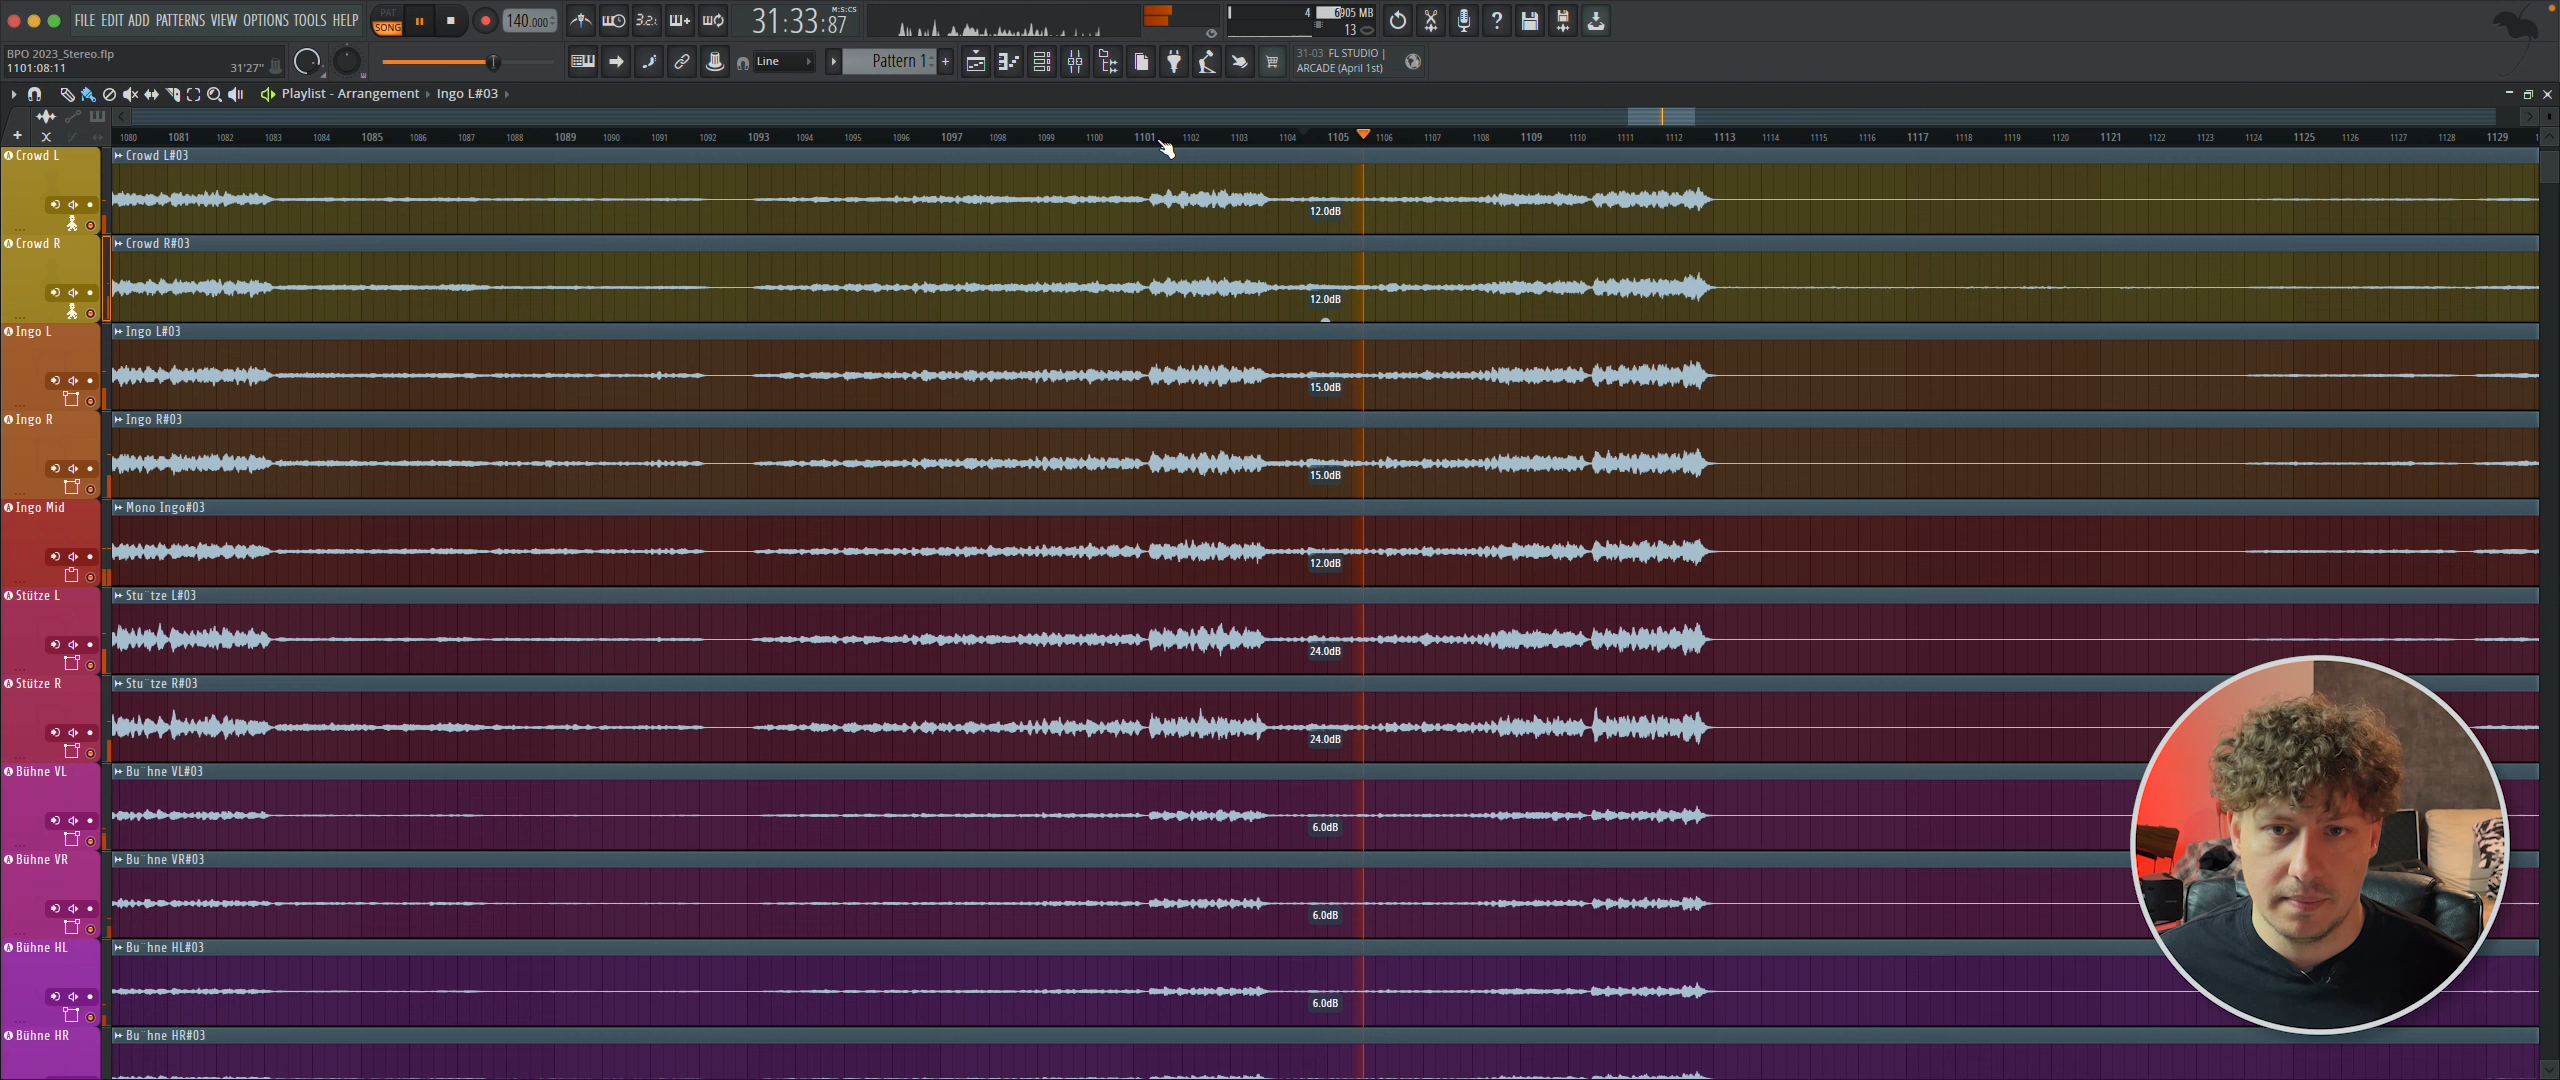 FILE EDIT ADD PATTERNS VIEW OPTIONS TOOLS HELP
PAT
SONG
140.000
3.2.
31:33:87
M:S:CS
4
6905 MB
13
BPO 2023_Stereo.flp
1101:08:11
31'27"
Line
Pattern 1
31-03 FL STUDIO |
ARCADE (April 1st)
Playlist - Arrangement
Ingo L#03
1080 1081 1082 1083 1084 1085 1086 1087 1088 1089 1090 1091 1092 1093 1094 1095 1096 1097 1098 1099 1100 1101 1102 1103 1104 1105 1106 1107 1108 1109 1110 1111 1112 1113 1114 1115 1116 1117 1118 1119 1120 1121 1122 1123 1124 1125 1126 1127 1128 1129
Crowd L
Crowd L#03
12.0dB
Crowd R
Crowd R#03
12.0dB
Ingo L
Ingo L#03
15.0dB
Ingo R
Ingo R#03
15.0dB
Ingo Mid
Mono Ingo#03
12.0dB
Stütze L
Stu¨tze L#03
24.0dB
Stütze R
Stu¨tze R#03
24.0dB
Bühne VL
Bu¨hne VL#03
6.0dB
Bühne VR
Bu¨hne VR#03
6.0dB
Bühne HL
Bu¨hne HL#03
6.0dB
Bühne HR
Bu¨hne HR#03